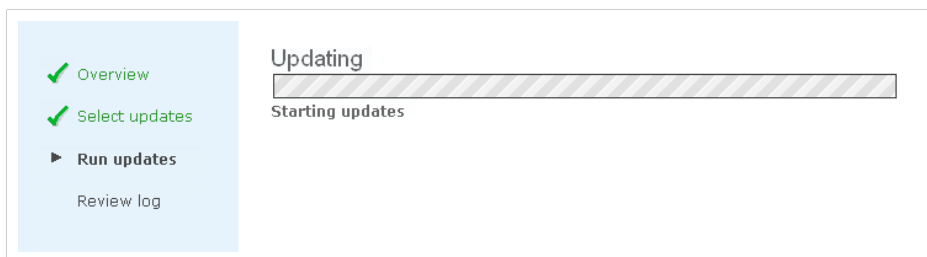 Overview
Select updates
Run updates
Review log
Updating
Starting updates